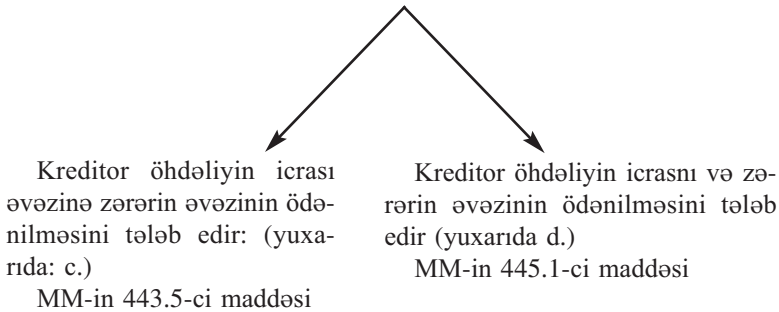 Kreditor öhdəliyin icrası
əvəzinə zərərin əvəzinin ödə-
nilməsini tələb edir: (yuxa-
rıda: c.)
MM-in 443.5-ci maddəsi
Kreditor öhdəliyin icrasnı və zə-
rərin əvəzinin ödənilməsini tələb
edir (yuxarıda d.)
MM-in 445.1-ci maddəsi